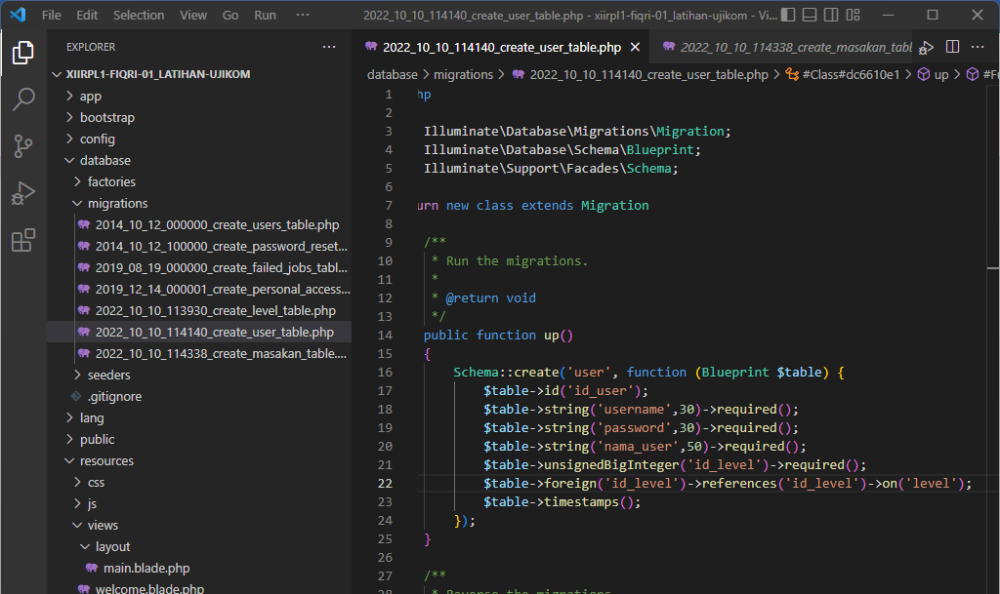 File Edit Selection View Go Run ··· 2022_10_10_114140_create_user_table.php - xiirpl1-fiqri-01_latihan-ujikom - Vi...
EXPLORER ···
XIIRPL1-FIQRI-01_LATIHAN-UJIKOM
app
bootstrap
config
database
factories
migrations
2014_10_12_000000_create_users_table.php
2014_10_12_100000_create_password_reset...
2019_08_19_000000_create_failed_jobs_tabl...
2019_12_14_000001_create_personal_access...
2022_10_10_113930_create_level_table.php
2022_10_10_114140_create_user_table.php
2022_10_10_114338_create_masakan_table....
seeders
.gitignore
lang
public
resources
css
js
views
layout
main.blade.php
welcome.blade.php
2022_10_10_114140_create_user_table.php 2022_10_10_114338_create_masakan_tabl ···
database > migrations > 2022_10_10_114140_create_user_table.php > #Class#dc6610e1 > up > #Fu
1 hp
2
3 Illuminate\Database\Migrations\Migration;
4 Illuminate\Database\Schema\Blueprint;
5 Illuminate\Support\Facades\Schema;
6
7 urn new class extends Migration
8
9 /**
10 * Run the migrations.
11 *
12 * @return void
13 */
14 public function up()
15 {
16 Schema::create('user', function (Blueprint $table) {
17 $table->id('id_user');
18 $table->string('username',30)->required();
19 $table->string('password',30)->required();
20 $table->string('nama_user',50)->required();
21 $table->unsignedBigInteger('id_level')->required();
22 $table->foreign('id_level')->references('id_level')->on('level');
23 $table->timestamps();
24 });
25 }
26
27 /**
28 * Reverse the migrations.